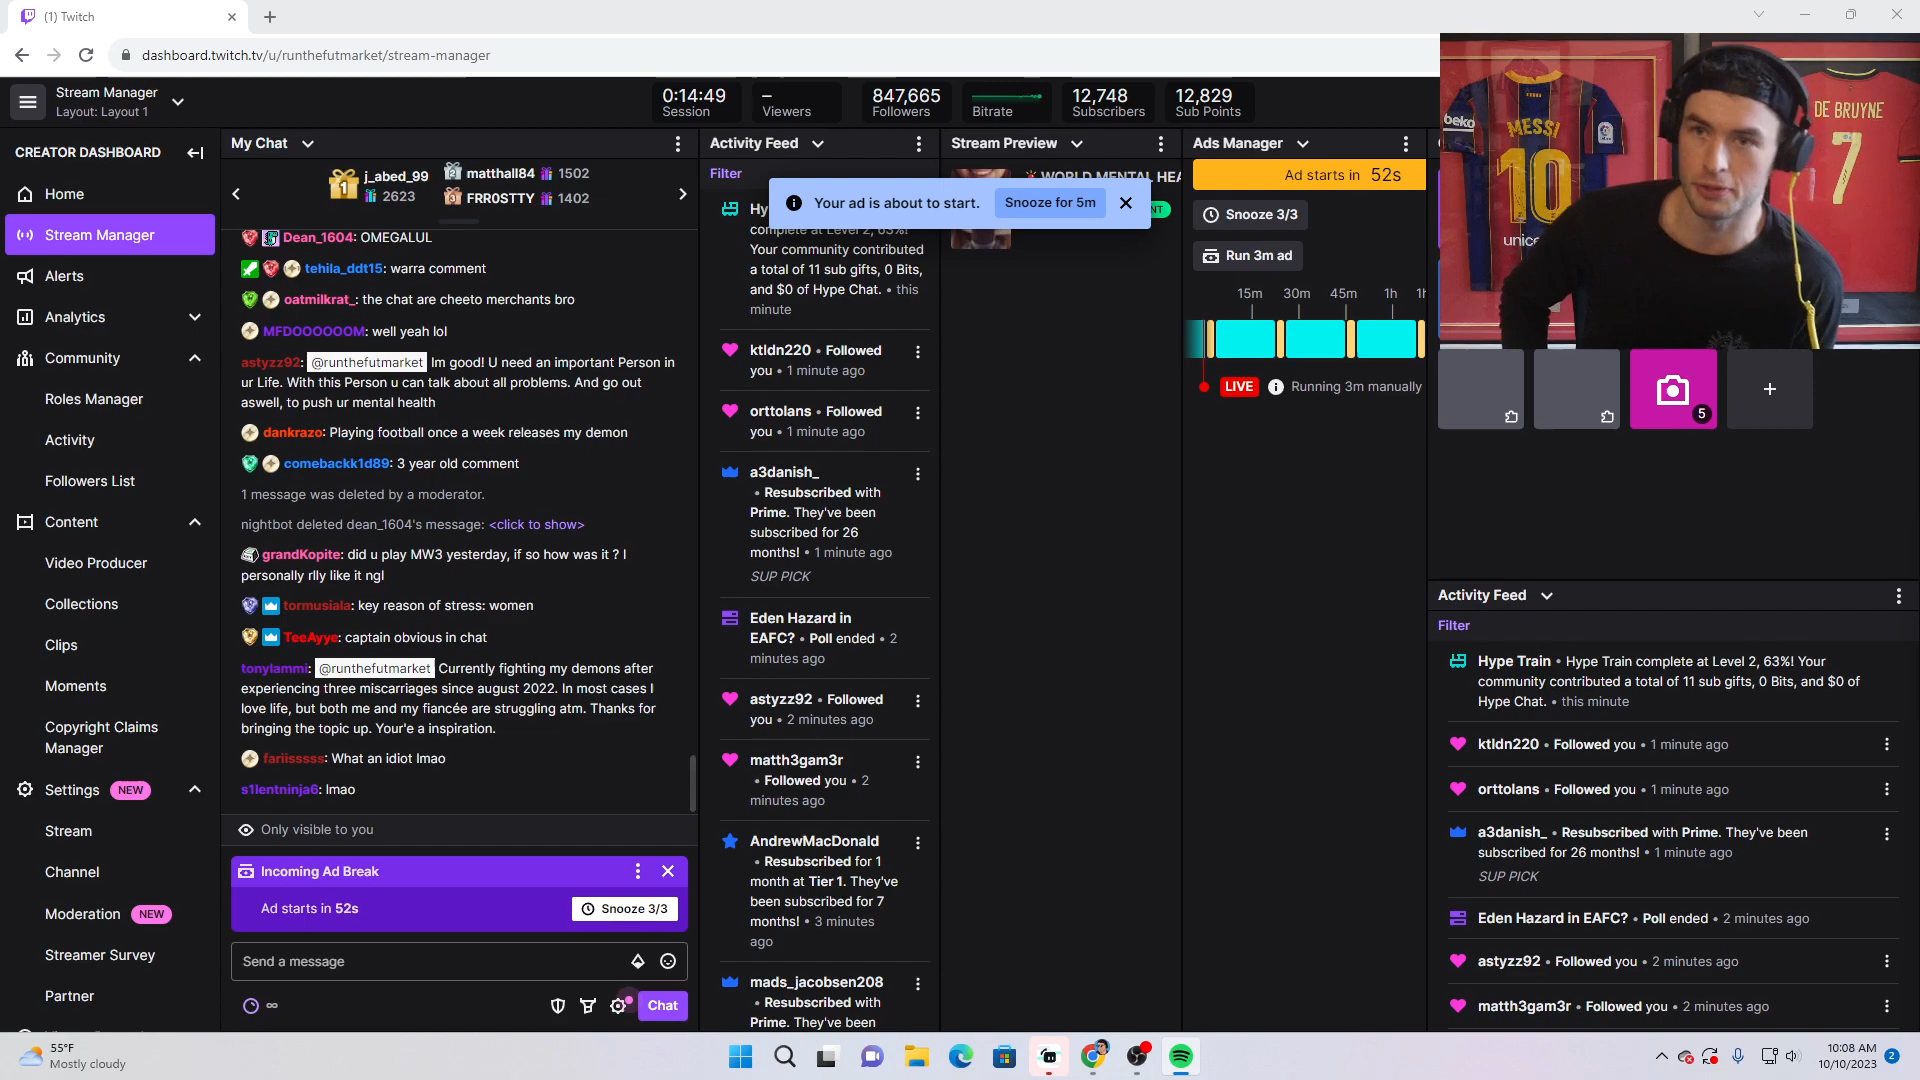 (1) Twitch
dashboard.twitch.tv/u/runthefutmarket/stream-manager
Stream Manager
Layout: Layout 1
0:14:49
Session
–
Viewers
847,665
Followers
Bitrate
12,748
Subscribers
12,829
Sub Points
CREATOR DASHBOARD
Home
Stream Manager
Alerts
Analytics
Community
Roles Manager
Activity
Followers List
Content
Video Producer
Collections
Clips
Moments
Copyright Claims
Manager
Settings NEW
Stream
Channel
Moderation NEW
Streamer Survey
Partner
My Chat
1 j_abed_99
2623
2 matthall84 1502
3 FRR0STTY 1402
Dean_1604: OMEGALUL
tehila_ddt15: warra comment
oatmilkrat_: the chat are cheeto merchants bro
MFDOOOOOOM: well yeah lol
astyzz92: @runthefutmarket Im good! U need an important Person in
ur Life. With this Person u can talk about all problems. And go out
aswell, to push ur mental health
dankrazo: Playing football once a week releases my demon
comebackk1d89: 3 year old comment
1 message was deleted by a moderator.
nightbot deleted dean_1604's message: <click to show>
grandKopite: did u play MW3 yesterday, if so how was it ? I
personally rlly like it ngl
tormusiala: key reason of stress: women
TeeAyye: captain obvious in chat
tonylammi: @runthefutmarket Currently fighting my demons after
experiencing three miscarriages since august 2022. In most cases I
love life, but both me and my fiancée are struggling atm. Thanks for
bringing the topic up. Your'e a inspiration.
fariisssss: What an idiot lmao
s1lentninja6: lmao
Only visible to you
Incoming Ad Break
Ad starts in 52s
Snooze 3/3
Send a message
∞
Chat
Activity Feed
Filter
Hy
complete at Level 2, 63%!
Your community contributed
a total of 11 sub gifts, 0 Bits,
and $0 of Hype Chat. • this
minute
ktldn220 • Followed
you • 1 minute ago
orttolans • Followed
you • 1 minute ago
a3danish_
• Resubscribed with
Prime. They've been
subscribed for 26
months! • 1 minute ago
SUP PICK
Eden Hazard in
EAFC? • Poll ended • 2
minutes ago
astyzz92 • Followed
you • 2 minutes ago
matth3gam3r
• Followed you • 2
minutes ago
AndrewMacDonald
• Resubscribed for 1
month at Tier 1. They've
been subscribed for 7
months! • 3 minutes
ago
mads_jacobsen208
• Resubscribed with
Prime. They've been
Stream Preview
WORLD MENTAL HEA
NT
Your ad is about to start.
Snooze for 5m
Ads Manager
Ad starts in 52s
Snooze 3/3
Run 3m ad
15m 30m 45m 1h 1h
LIVE
Running 3m manually
beko
MESSI
10
unice
DE BRUYNE
7
5
+
Activity Feed
Filter
Hype Train • Hype Train complete at Level 2, 63%! Your
community contributed a total of 11 sub gifts, 0 Bits, and $0 of
Hype Chat. • this minute
ktldn220 • Followed you • 1 minute ago
orttolans • Followed you • 1 minute ago
a3danish_ • Resubscribed with Prime. They've been
subscribed for 26 months! • 1 minute ago
SUP PICK
Eden Hazard in EAFC? • Poll ended • 2 minutes ago
astyzz92 • Followed you • 2 minutes ago
matth3gam3r • Followed you • 2 minutes ago
55°F
Mostly cloudy
10:08 AM
10/10/2023
2